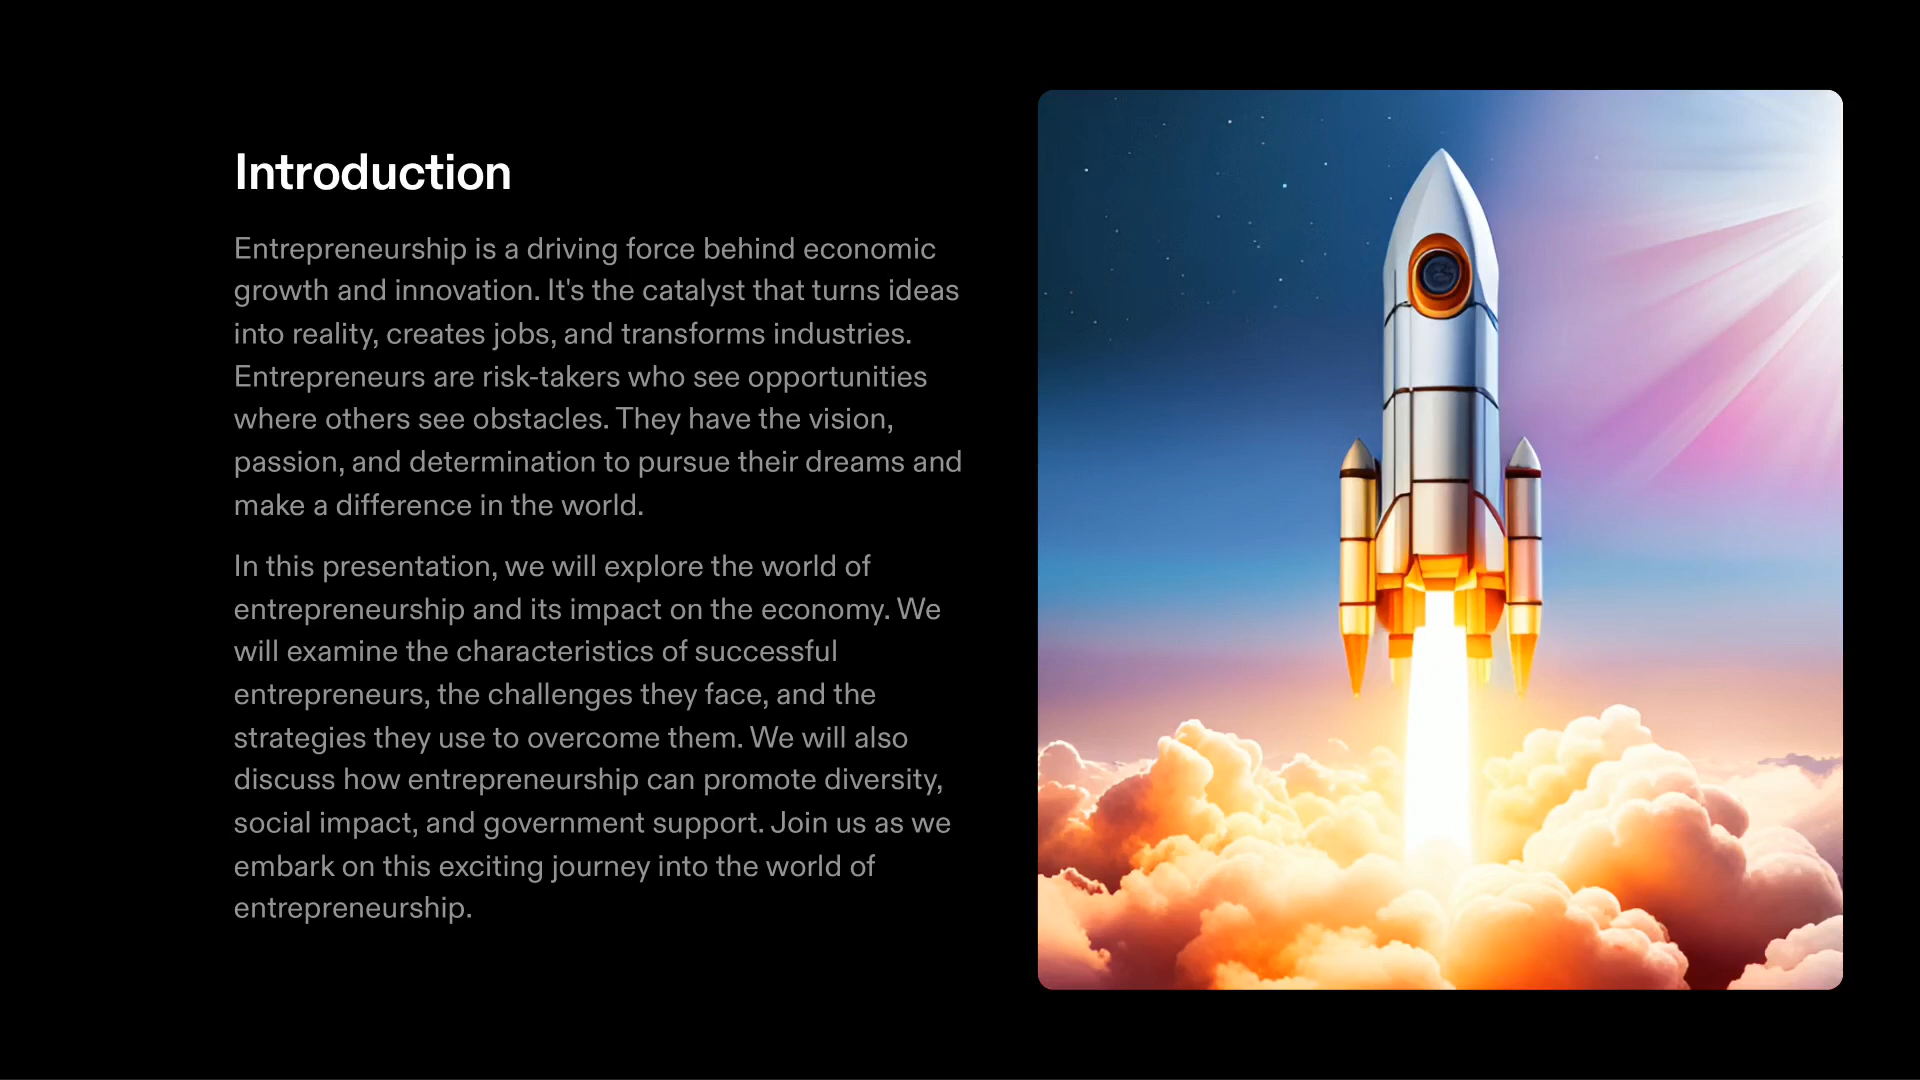 Introduction
Entrepreneurship is a driving force behind economic
growth and innovation. It's the catalyst that turns ideas
into reality, creates jobs, and transforms industries.
Entrepreneurs are risk-takers who see opportunities
where others see obstacles. They have the vision,
passion, and determination to pursue their dreams and
make a difference in the world.
In this presentation, we will explore the world of
entrepreneurship and its impact on the economy. We
will examine the characteristics of successful
entrepreneurs, the challenges they face, and the
strategies they use to overcome them. We will also
discuss how entrepreneurship can promote diversity,
social impact, and government support. Join us as we
embark on this exciting journey into the world of
entrepreneurship.